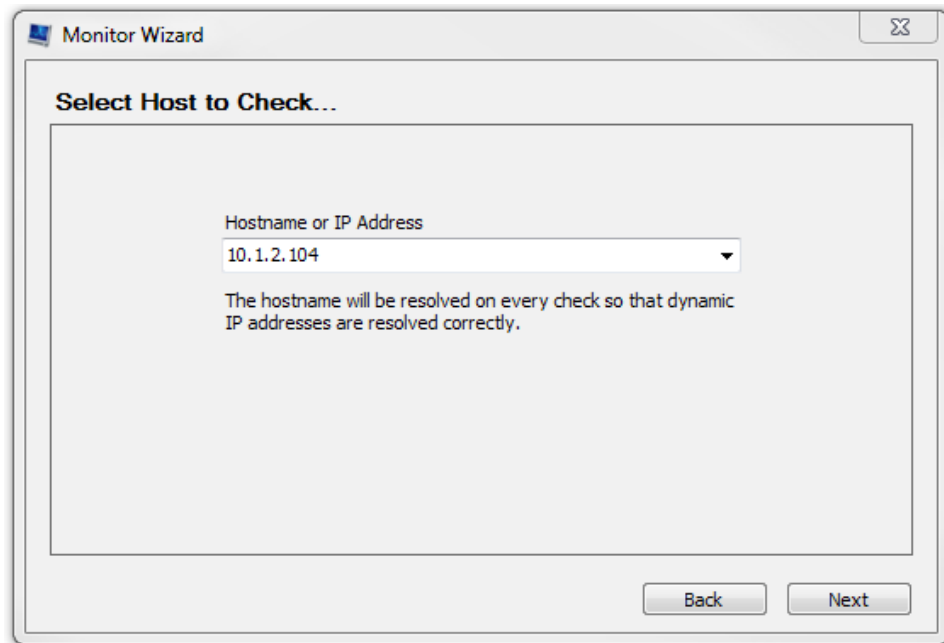 Monitor Wizard
Select Host to Check...
Hostname or IP Address
10.1.2.104
The hostname will be resolved on every check so that dynamic
IP addresses are resolved correctly.
Back
Next